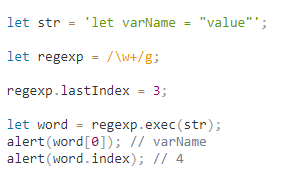 let str = 'let varName = "value"';
let regexp = /\w+/g;
regexp.lastIndex = 3;
let word = regexp.exec(str);
alert(word[0]); // varName
alert(word.index); // 4